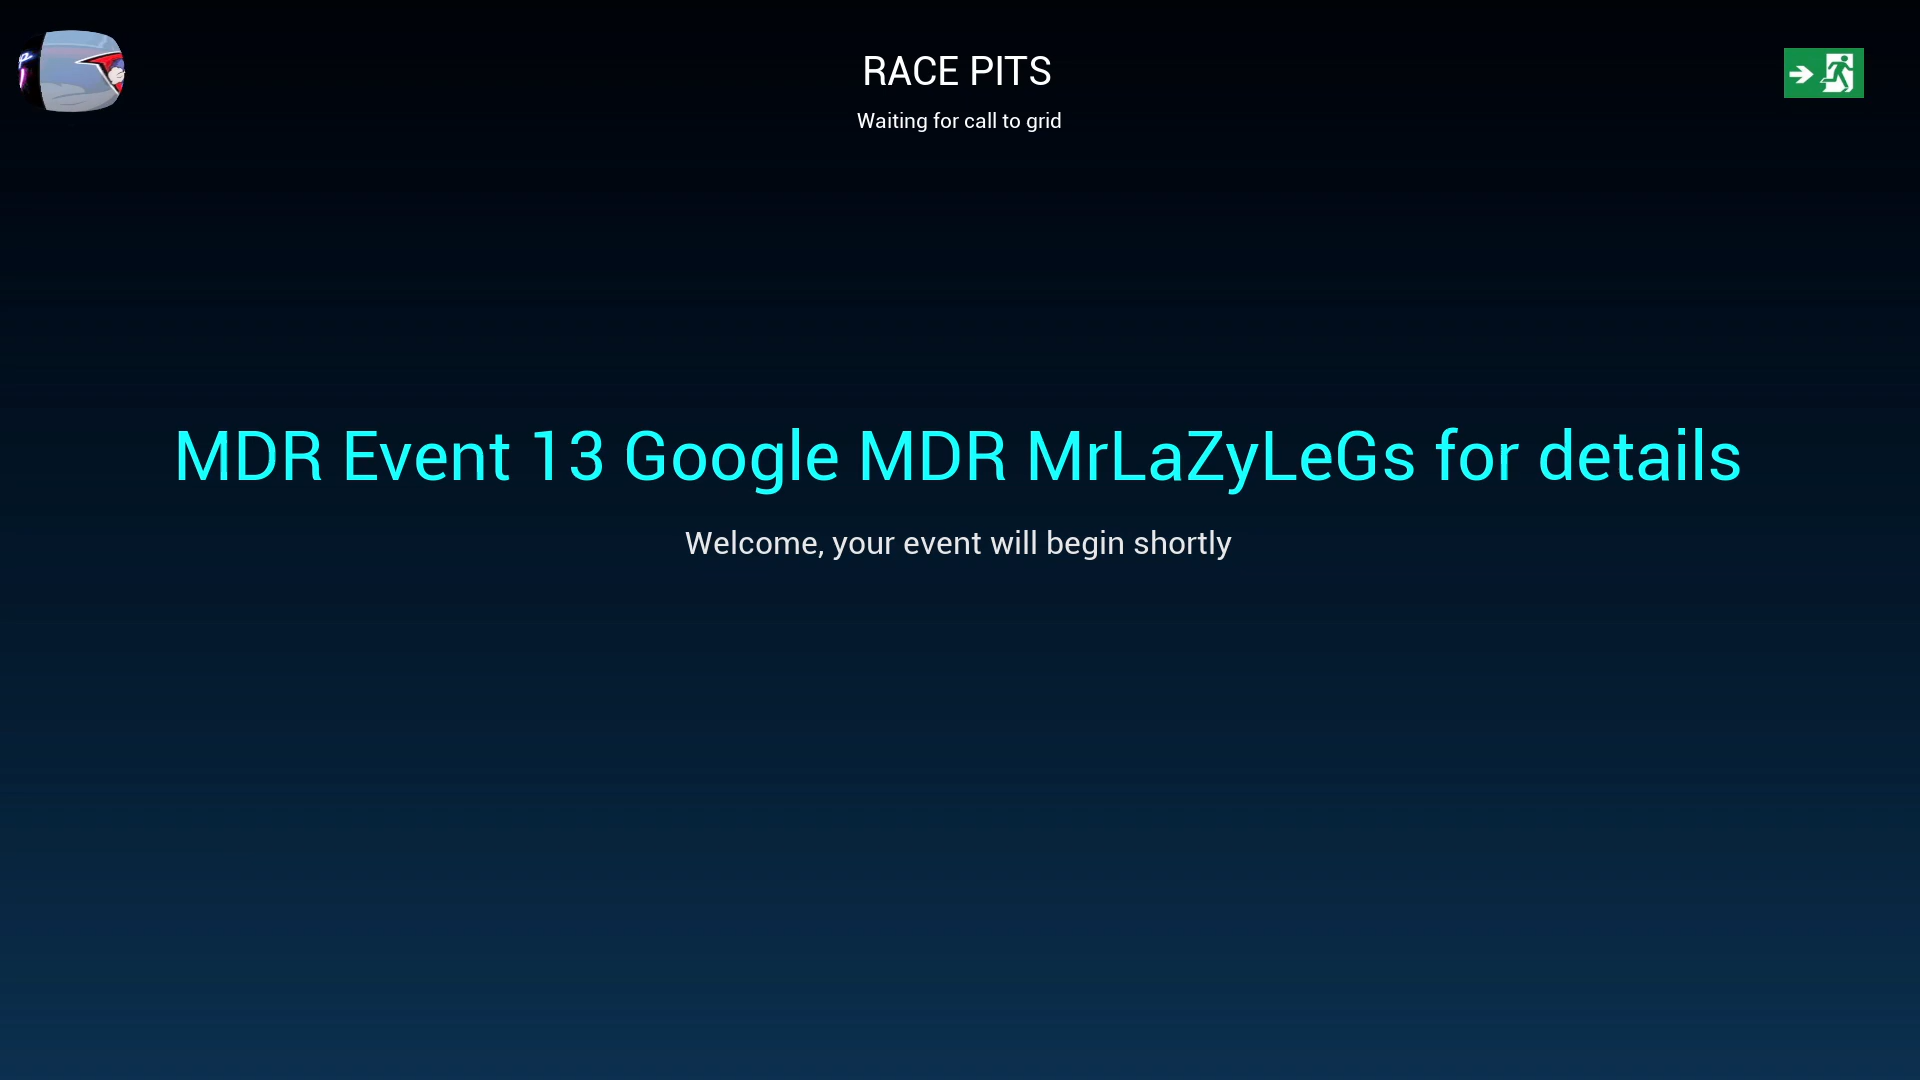 RACE PITS
Waiting for call to grid
MDR Event 13 Google MDR MrLaZyLeGs for details
Welcome, your event will begin shortly